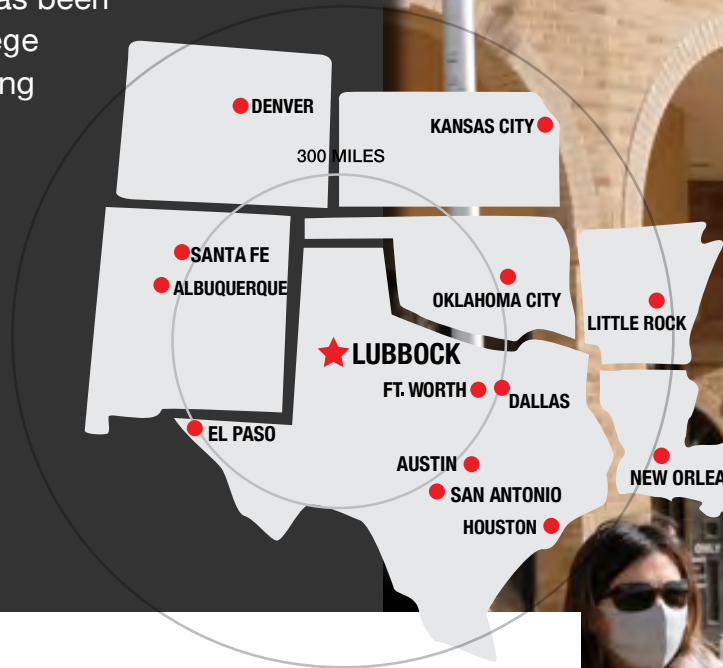 as been
ege
ng
DENVER
KANSAS CITY
300 MILES
SANTA FE
ALBUQUERQUE
OKLAHOMA CITY
LITTLE ROCK
LUBBOCK
FT. WORTH
DALLAS
EL PASO
AUSTIN
SAN ANTONIO
NEW ORLEA
HOUSTON